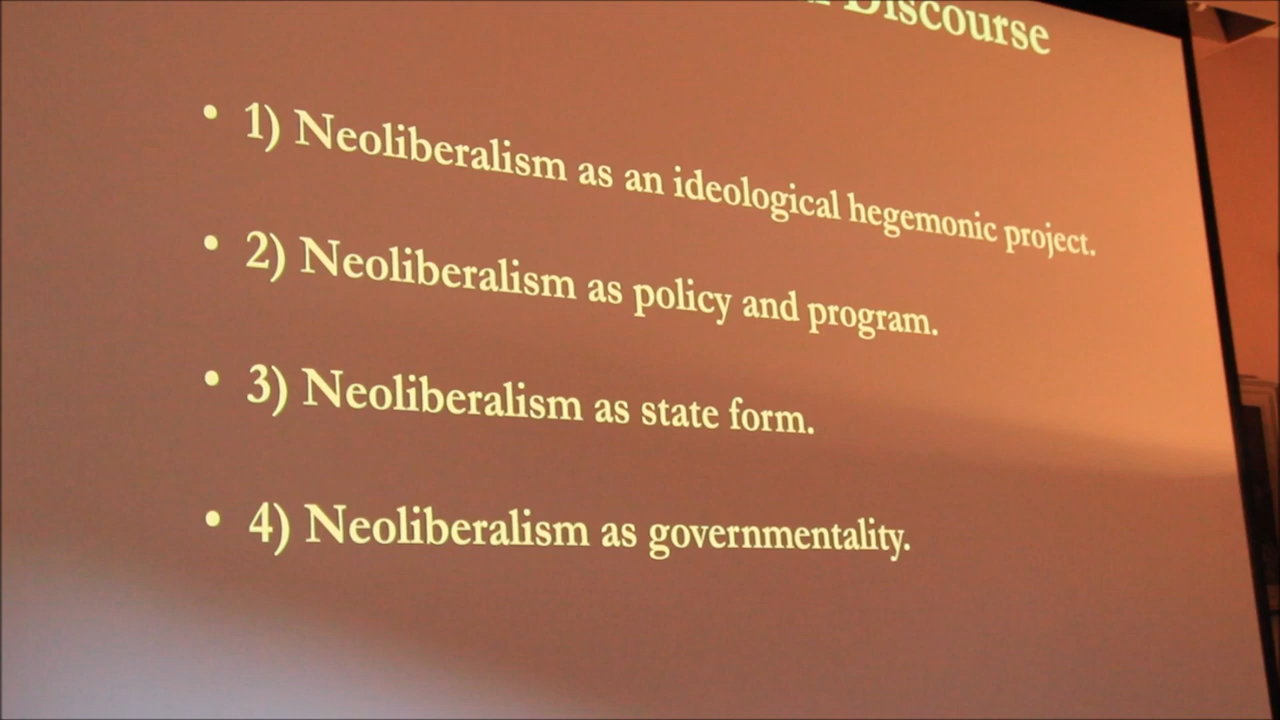 Discourse
• 1) Neoliberalism as an ideological hegemonic project.
• 2) Neoliberalism as policy and program.
• 3) Neoliberalism as state form.
• 4) Neoliberalism as governmentality.